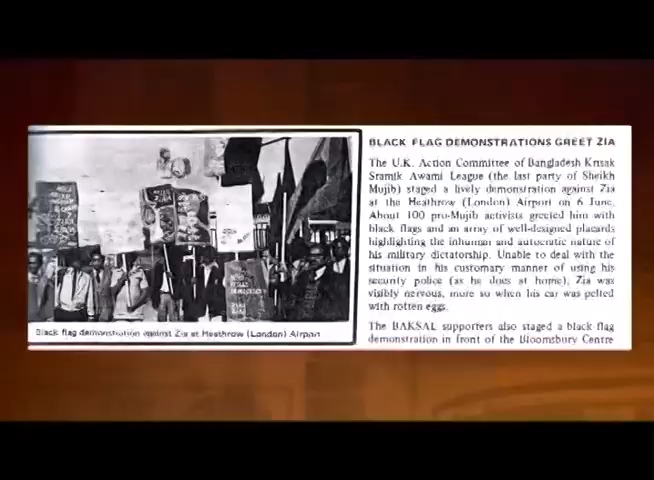 BLACK FLAG DEMONSTRATIONS GREET ZIA
The U.K. Action Committee of Bangladesh Krisak
Sramik Awami League (the last party of Sheikh
Mujib) staged a lively demonstration against Zia
at the Heathrow (London) Airport on 6 June.
About 100 pro-Mujib activists greeted him with
black flags and an array of well-designed placards
highlighting the inhuman and autocratic nature of
his military dictatorship. Unable to deal with the
situation in his customary manner of using his
security police (as he does at home), Zia was
visibly nervous, more so when his car was pelted
with rotten eggs.
The BAKSAL supporters also staged a black flag
demonstration in front of the Bloomsbury Centre
Black flag demonstration against Zia at Heathrow (London) Airport